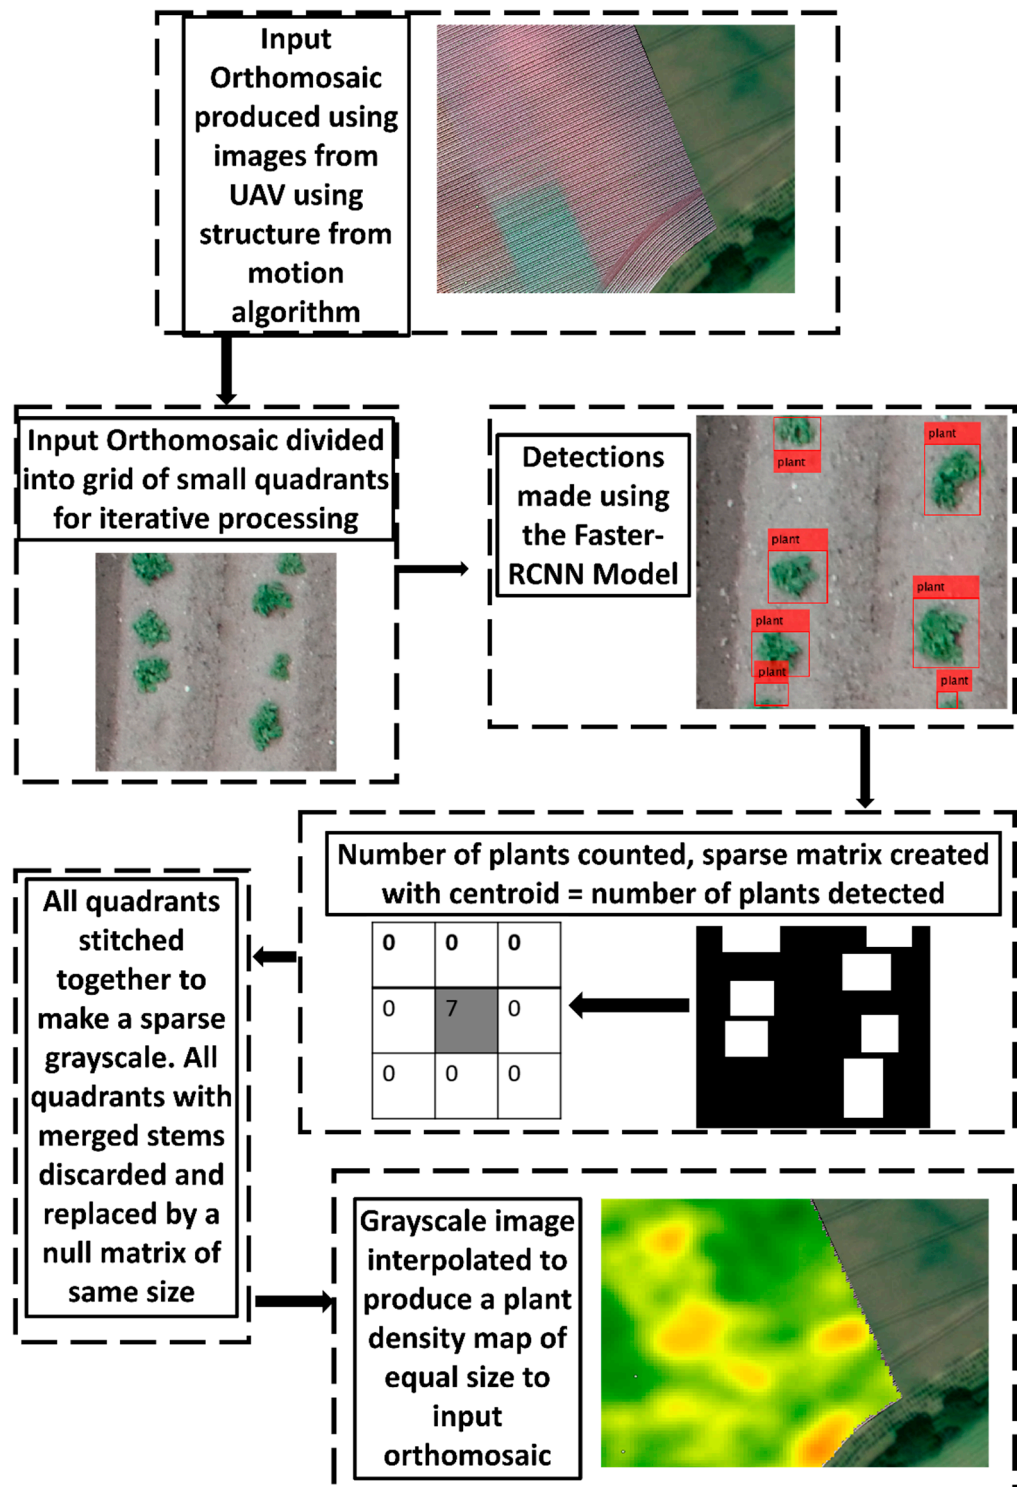 Input
Orthomosaic
produced using
images from
UAV using
structure from
motion
algorithm
Input Orthomosaic divided
into grid of small quadrants
for iterative processing
Detections
made using
the Faster-
RCNN Model
plant
plant
plant
plant
plant
plant
plant
Number of plants counted, sparse matrix created
with centroid = number of plants detected
0 0 0
0 7 0
0 0 0
All quadrants
stitched
together to
make a sparse
grayscale. All
quadrants with
merged stems
discarded and
replaced by a
null matrix of
same size
Grayscale image
interpolated to
produce a plant
density map of
equal size to
input
orthomosaic